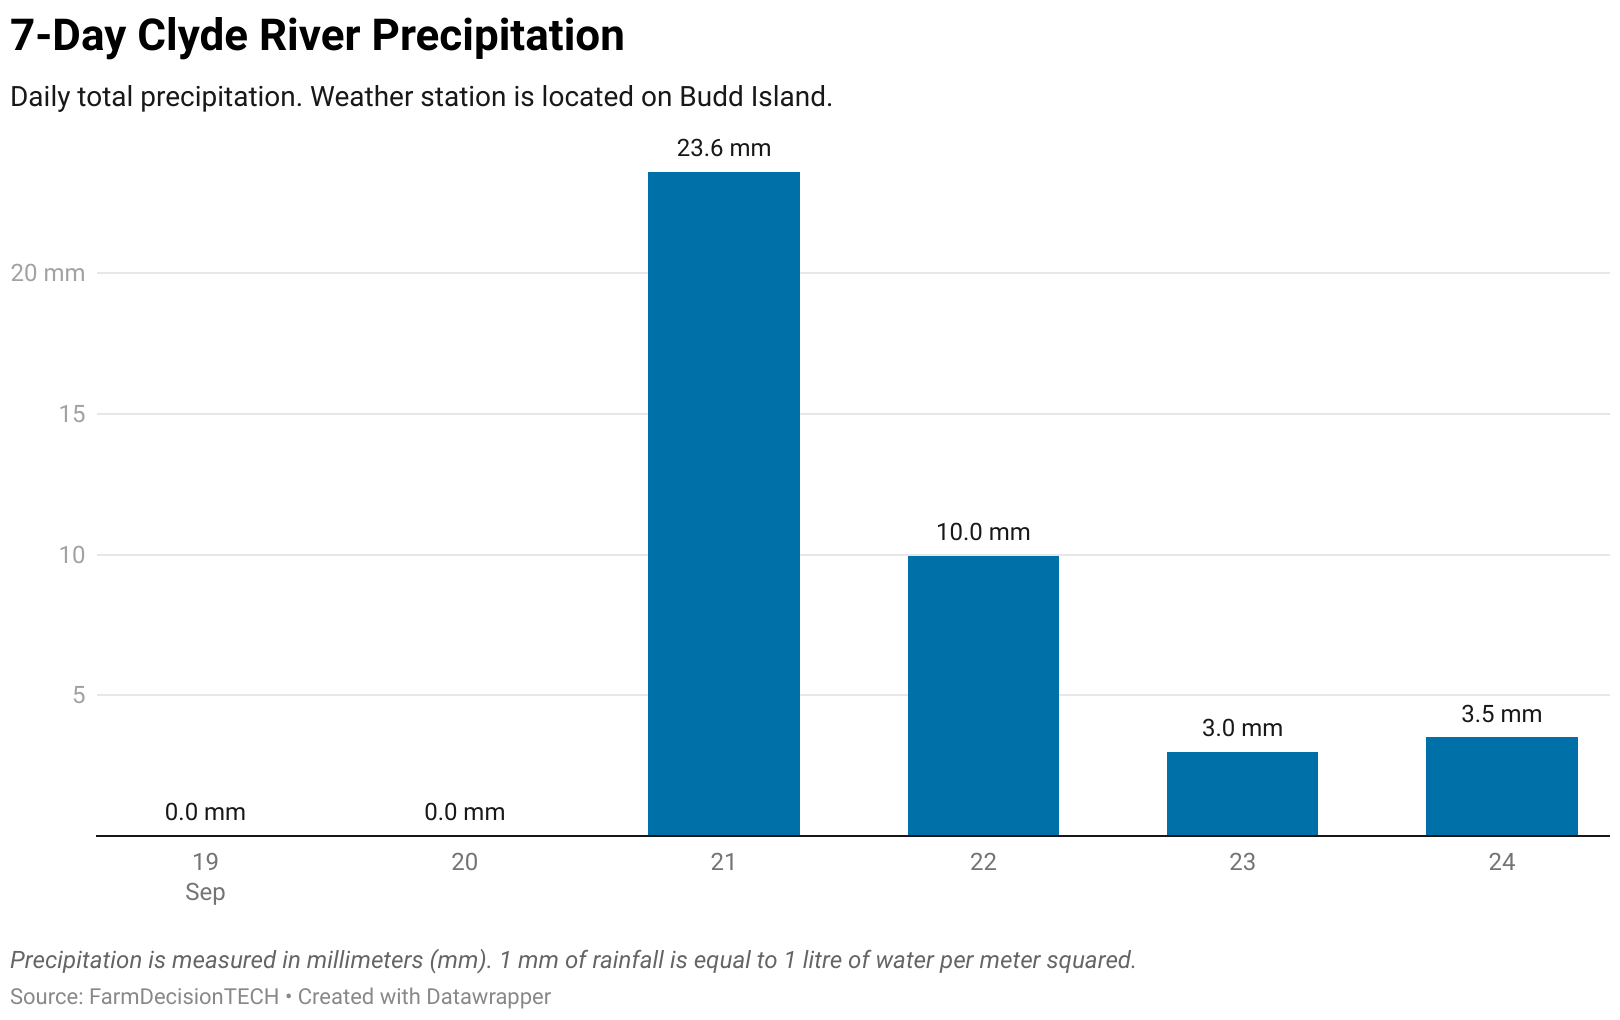 7-Day Clyde River Precipitation
Daily total precipitation. Weather station is located on Budd Island.
23.6 mm
20 mm
15
10.0 mm
10
5
3.5 mm
3.0 mm
0.0 mm 0.0 mm
19 20 21 22 23 24
Sep
Precipitation is measured in millimeters (mm). 1 mm of rainfall is equal to 1 litre of water per meter squared.
Source: FarmDecisionTECH • Created with Datawrapper